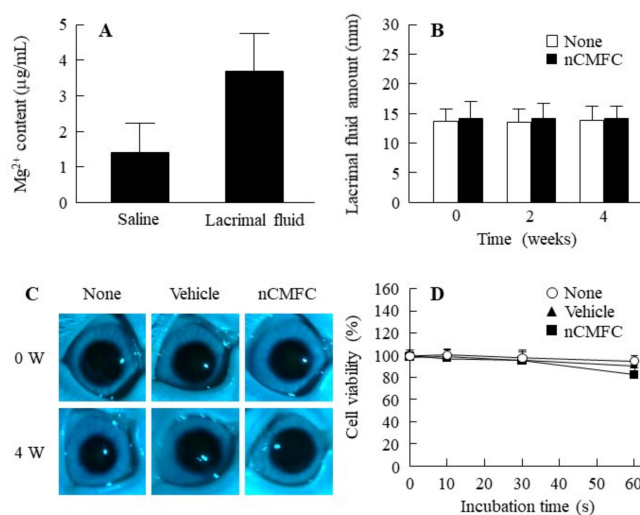 A
Mg²⁺ content (µg/mL)
5
4
3
2
1
0
Saline
Lacrimal fluid
B
Lacrimal fluid amount (mm)
30
25
20
15
10
5
0
None
nCMFC
0
2
4
Time (weeks)
C
None
Vehicle
nCMFC
0 W
4 W
D
Cell viability (%)
160
140
120
100
80
60
40
20
0
None
Vehicle
nCMFC
0
10
20
30
40
50
60
Incubation time (s)